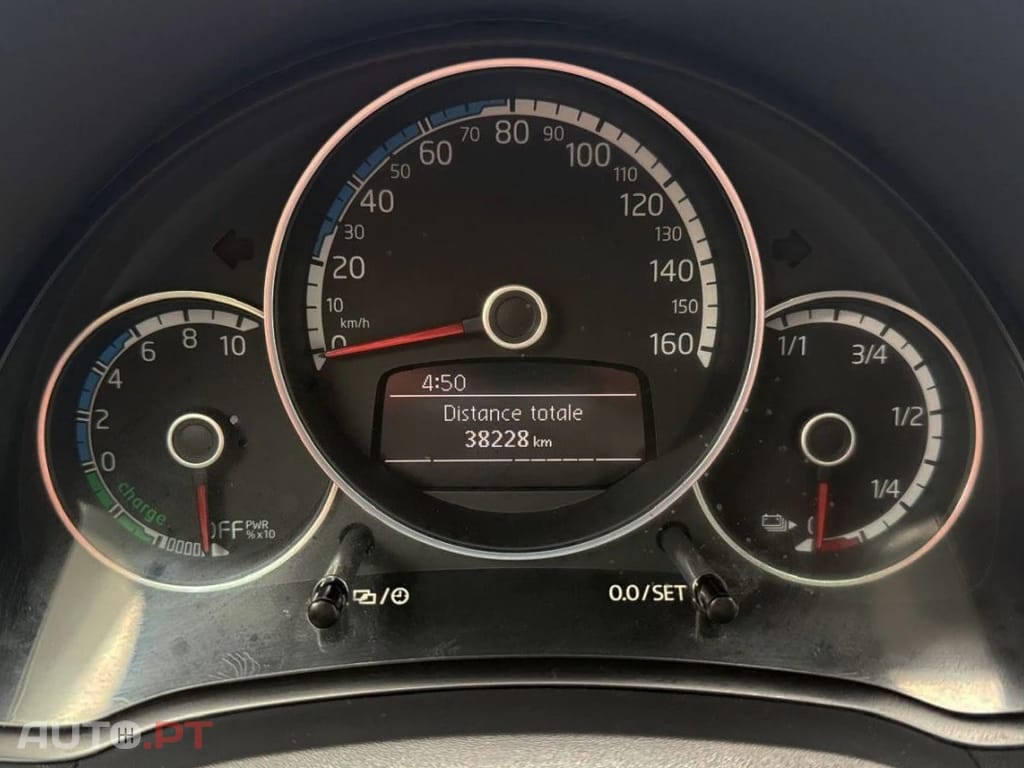 0 10 20 30 40 50 60 70 80 90 100 110 120 130 140 150 160
km/h
0 2 4 6 8 10
charge
OFF PWR
%x10
1/1
3/4
1/2
1/4
0
4:50
Distance totale
38228 km
0.0/SET
AUTO.PT